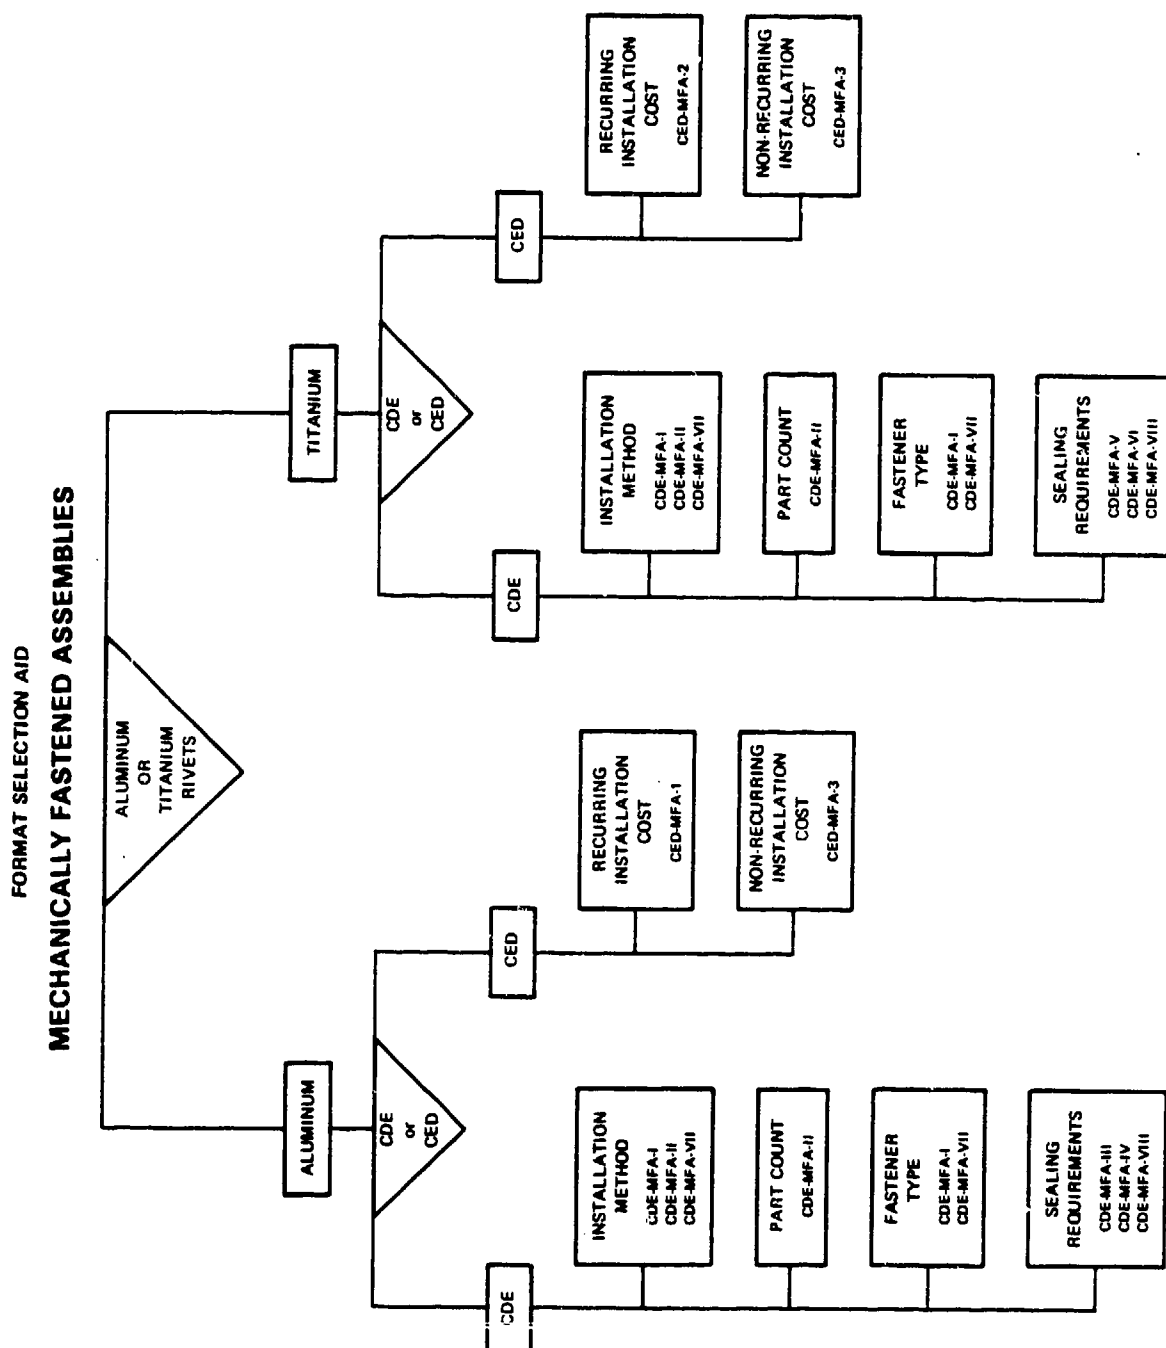 FORMAT SELECTION AID
MECHANICALLY FASTENED ASSEMBLIES
ALUMINUM
OR
TITANIUM
RIVETS
ALUMINUM
CDE
or
CED
CDE
INSTALLATION
METHOD
CDE-MFA-I
CDE-MFA-II
CDE-MFA-VII
PART COUNT
CDE-MFA-II
FASTENER
TYPE
CDE-MFA-I
CDE-MFA-VII
SEALING
REQUIREMENTS
CDE-MFA-III
CDE-MFA-IV
CDE-MFA-VIII
CED
RECURRING
INSTALLATION
COST
CED-MFA-1
NON-RECURRING
INSTALLATION
COST
CED-MFA-3
TITANIUM
CDE
or
CED
CDE
INSTALLATION
METHOD
CDE-MFA-I
CDE-MFA-II
CDE-MFA-VII
PART COUNT
CDE-MFA-II
FASTENER
TYPE
CDE-MFA-I
CDE-MFA-VII
SEALING
REQUIREMENTS
CDE-MFA-V
CDE-MFA-VI
CDE-MFA-VIII
CED
RECURRING
INSTALLATION
COST
CED-MFA-2
NON-RECURRING
INSTALLATION
COST
CED-MFA-3